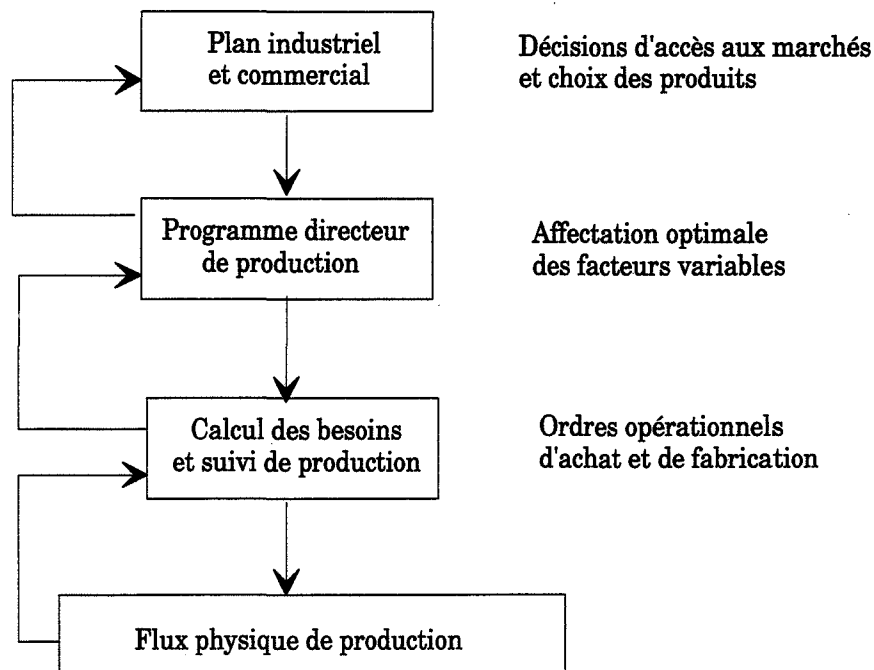 Plan industriel
et commercial
Décisions d'accès aux marchés
et choix des produits
Programme directeur
de production
Affectation optimale
des facteurs variables
Calcul des besoins
et suivi de production
Ordres opérationnels
d'achat et de fabrication
Flux physique de production